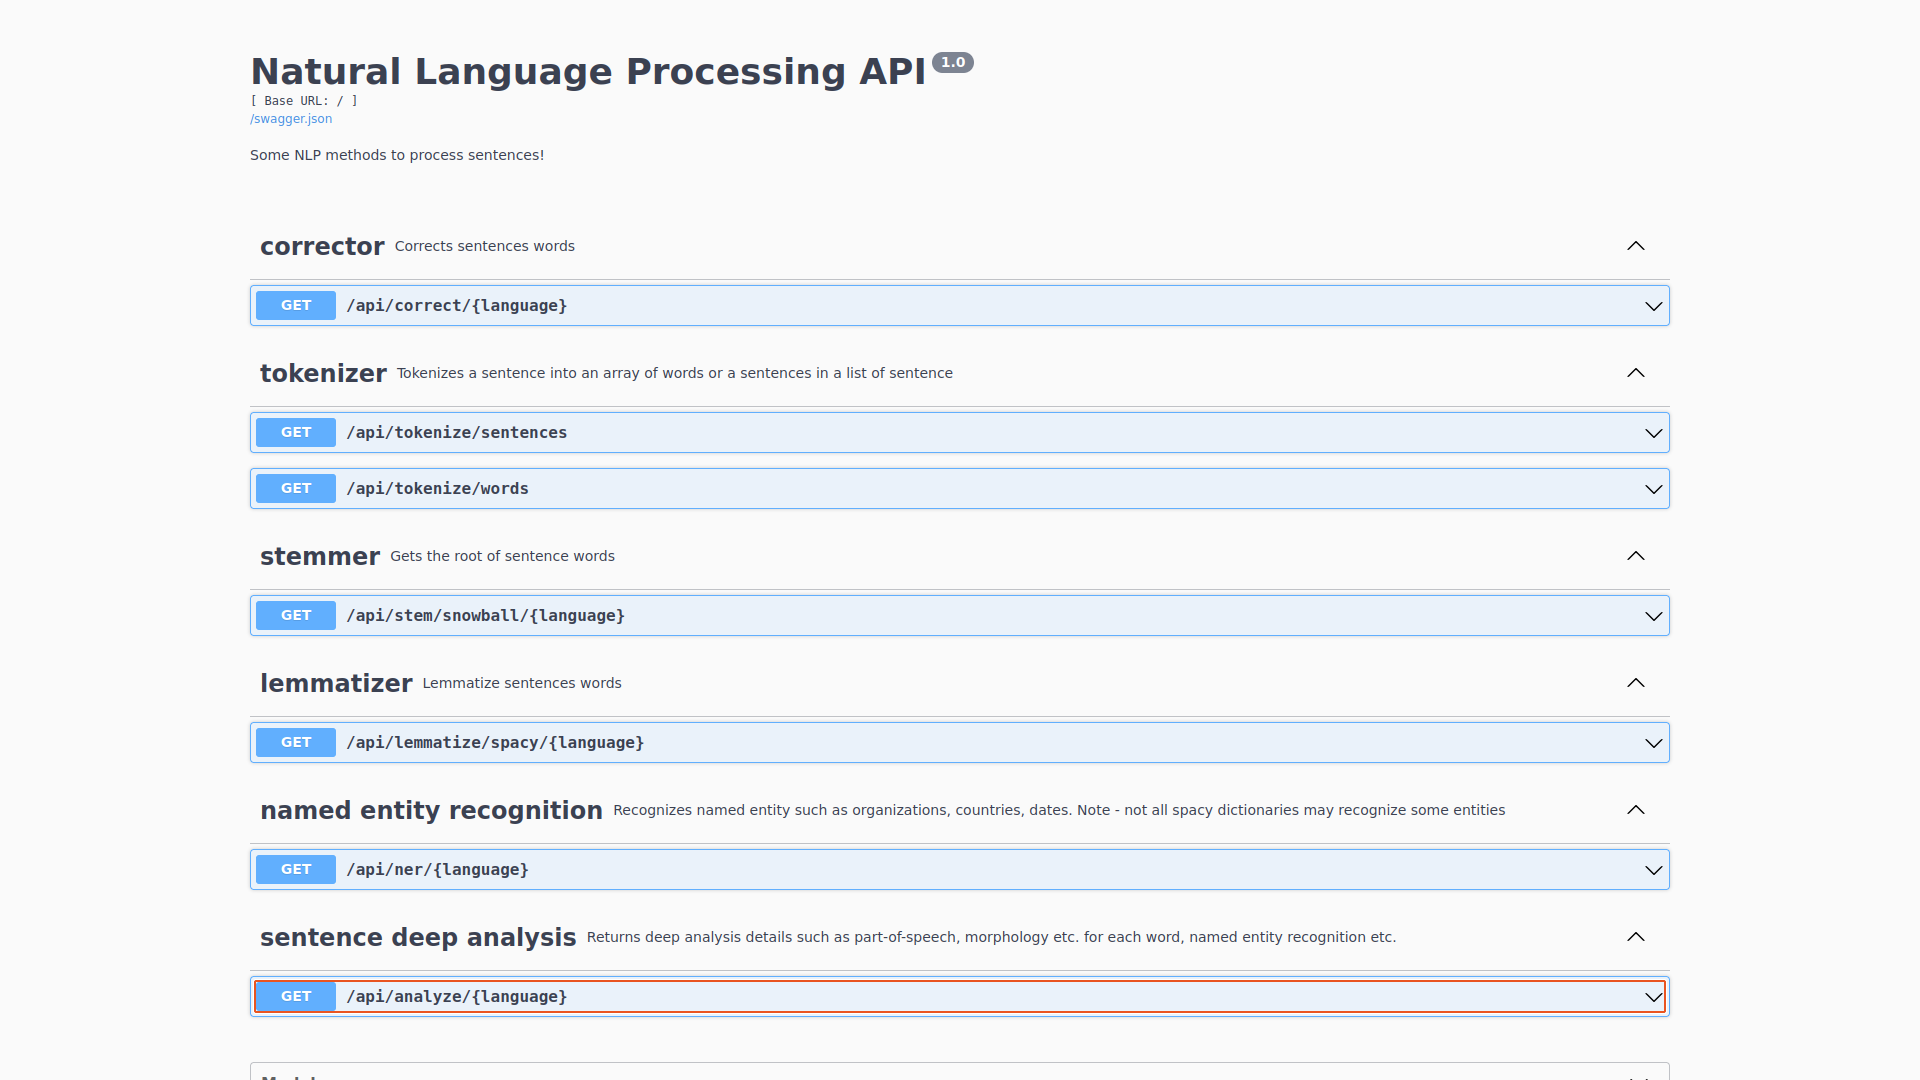 Natural Language Processing API 1.0
[ Base URL: / ]
/swagger.json
Some NLP methods to process sentences!
corrector Corrects sentences words
GET /api/correct/{language}
tokenizer Tokenizes a sentence into an array of words or a sentences in a list of sentence
GET /api/tokenize/sentences
GET /api/tokenize/words
stemmer Gets the root of sentence words
GET /api/stem/snowball/{language}
lemmatizer Lemmatize sentences words
GET /api/lemmatize/spacy/{language}
named entity recognition Recognizes named entity such as organizations, countries, dates. Note - not all spacy dictionaries may recognize some entities
GET /api/ner/{language}
sentence deep analysis Returns deep analysis details such as part-of-speech, morphology etc. for each word, named entity recognition etc.
GET /api/analyze/{language}